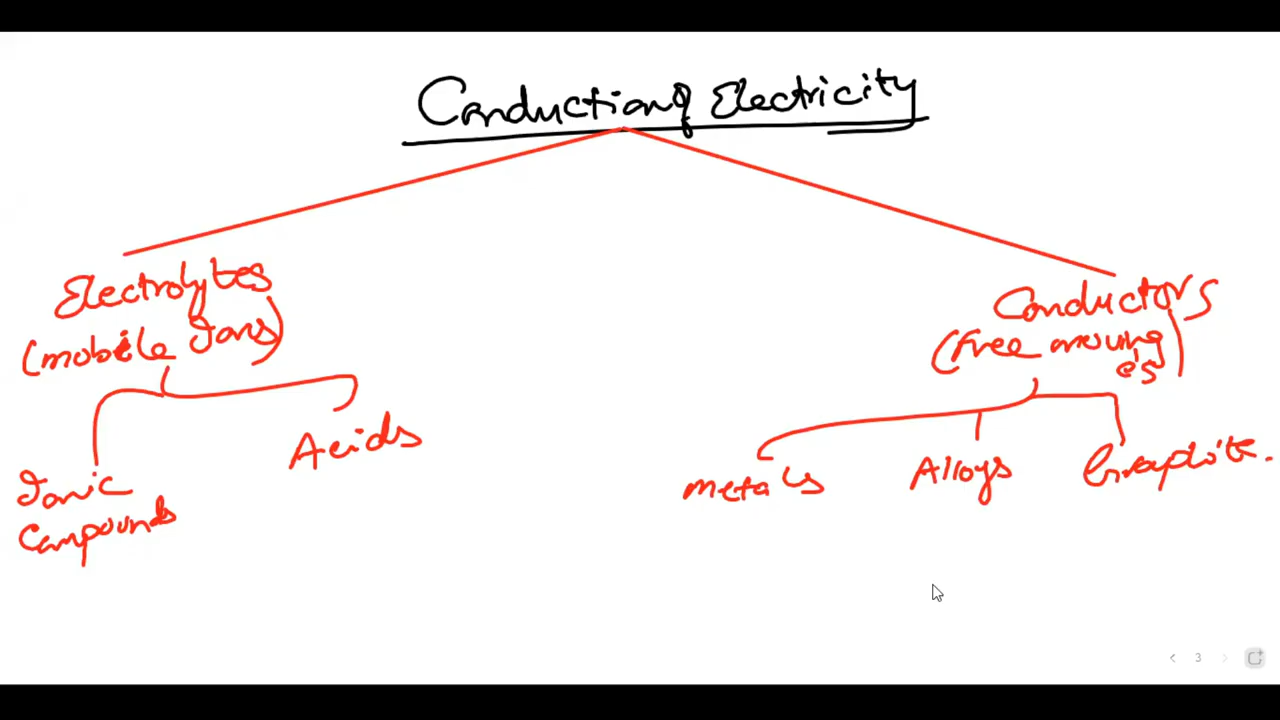 Conduction of Electricity
Electrolytes
(mobile Ions)
Conductors
(Free moving
e's)
Ionic
Compounds
Acids
metals
Alloys
Graphite.
3